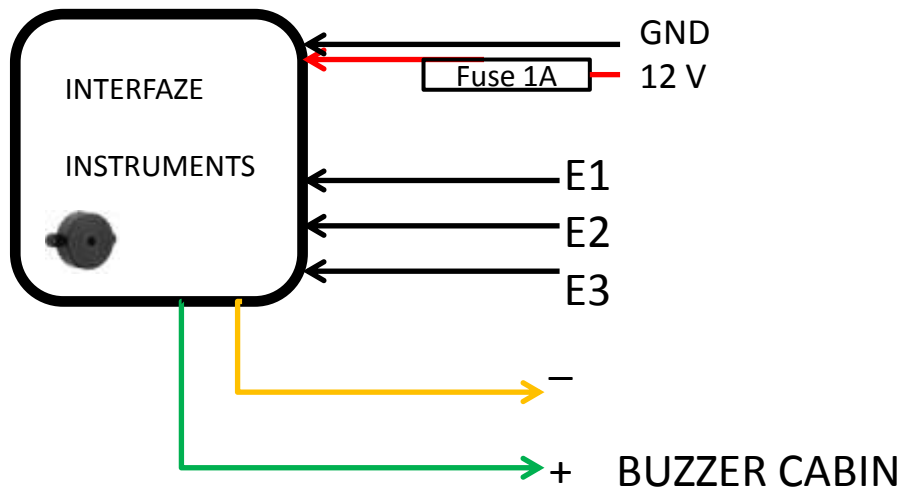 GND
Fuse 1A
12 V
INTERFAZE
INSTRUMENTS
E1
E2
E3
–
+ BUZZER CABIN